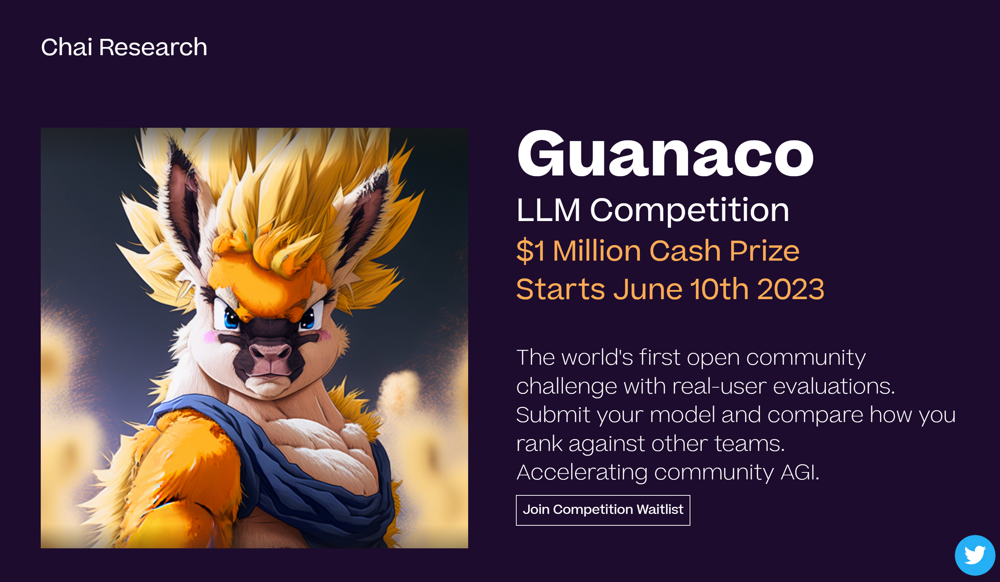 Chai Research
Guanaco
LLM Competition
$1 Million Cash Prize
Starts June 10th 2023
The world's first open community
challenge with real-user evaluations.
Submit your model and compare how you
rank against other teams.
Accelerating community AGI.
Join Competition Waitlist